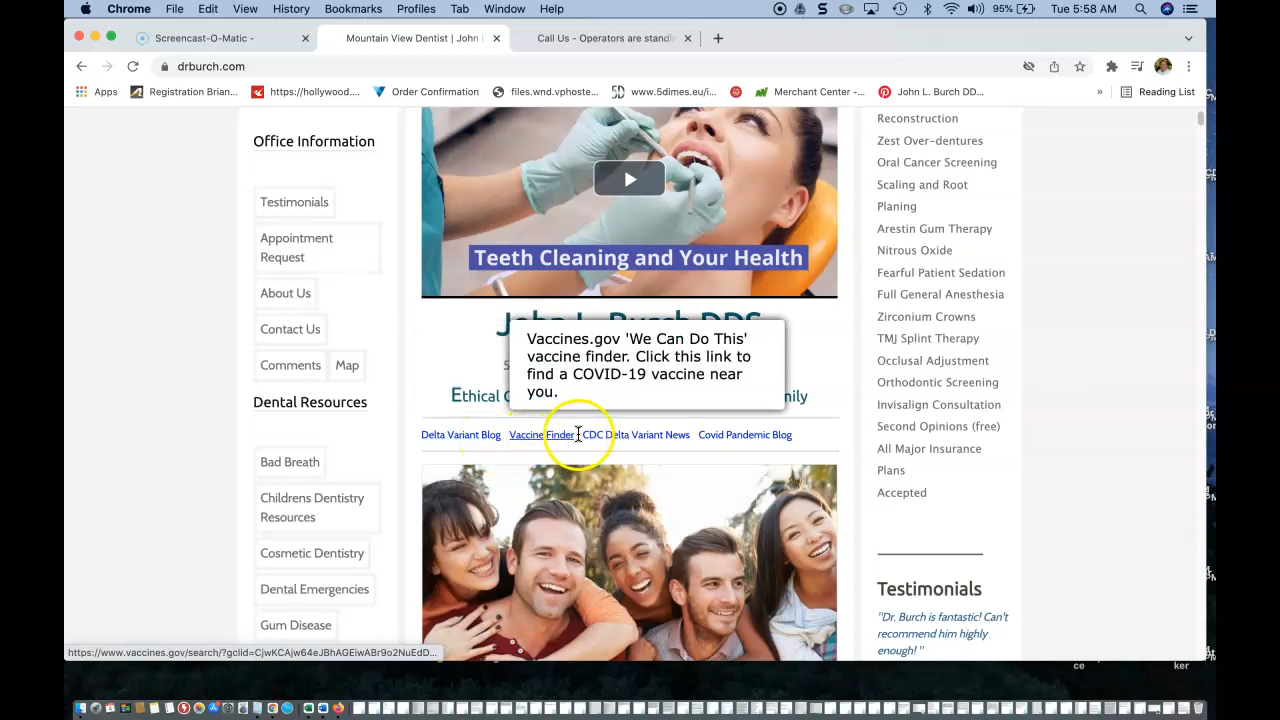 Chrome File Edit View History Bookmarks Profiles Tab Window Help 95% Tue 5:58 AM
Screencast-O-Matic - Mountain View Dentist | John Call Us - Operators are standi
drburch.com
Apps Registration Brian... https://hollywood.... Order Confirmation files.wnd.vphoste... www.5dimes.eu/i... Merchant Center -... John L. Burch DD... » Reading List
Office Information
Testimonials
Appointment
Request
About Us
Contact Us
Comments Map
Dental Resources
Bad Breath
Childrens Dentistry
Resources
Cosmetic Dentistry
Dental Emergencies
Gum Disease
Teeth Cleaning and Your Health
John L. Burch DDS
Vaccines.gov 'We Can Do This'
vaccine finder. Click this link to
find a COVID-19 vaccine near
you.
Ethical
Delta Variant Blog Vaccine Finder CDC Delta Variant News Covid Pandemic Blog
Reconstruction
Zest Over-dentures
Oral Cancer Screening
Scaling and Root
Planing
Arestin Gum Therapy
Nitrous Oxide
Fearful Patient Sedation
Full General Anesthesia
Zirconium Crowns
TMJ Splint Therapy
Occlusal Adjustment
Orthodontic Screening
Invisalign Consultation
Second Opinions (free)
All Major Insurance
Plans
Accepted
Testimonials
"Dr. Burch is fantastic! Can't
recommend him highly
enough! "
https://www.vaccines.gov/search/?gclid=CjwKCAjw64eJBhAGEiwABr9o2NuEdD...